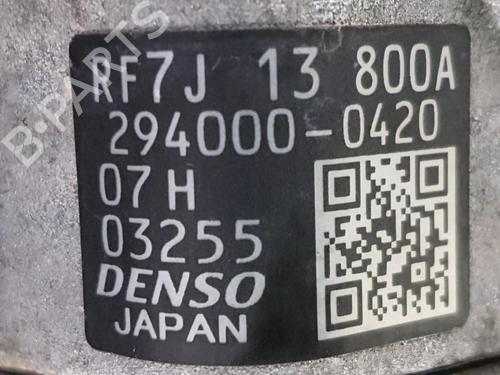 RF7J 13 800A
294000-0420
07H
03255
DENSO
JAPAN
B-PARTS